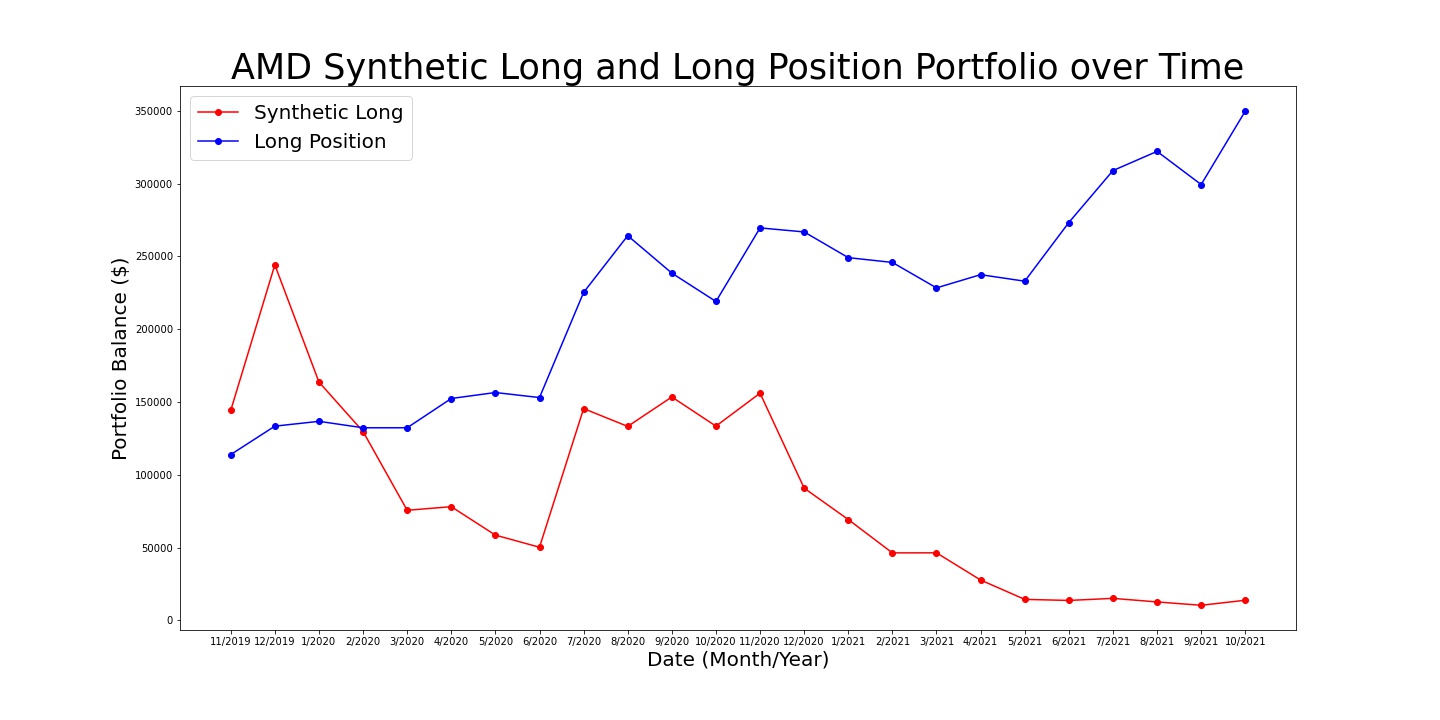 AMD Synthetic Long and Long Position Portfolio over Time
Synthetic Long
Long Position
350000
300000
250000
200000
150000
100000
50000
0
Portfolio Balance ($)
11/2019 12/2019 1/2020 2/2020 3/2020 4/2020 5/2020 6/2020 7/2020 8/2020 9/2020 10/2020 11/2020 12/2020 1/2021 2/2021 3/2021 4/2021 5/2021 6/2021 7/2021 8/2021 9/2021 10/2021
Date (Month/Year)